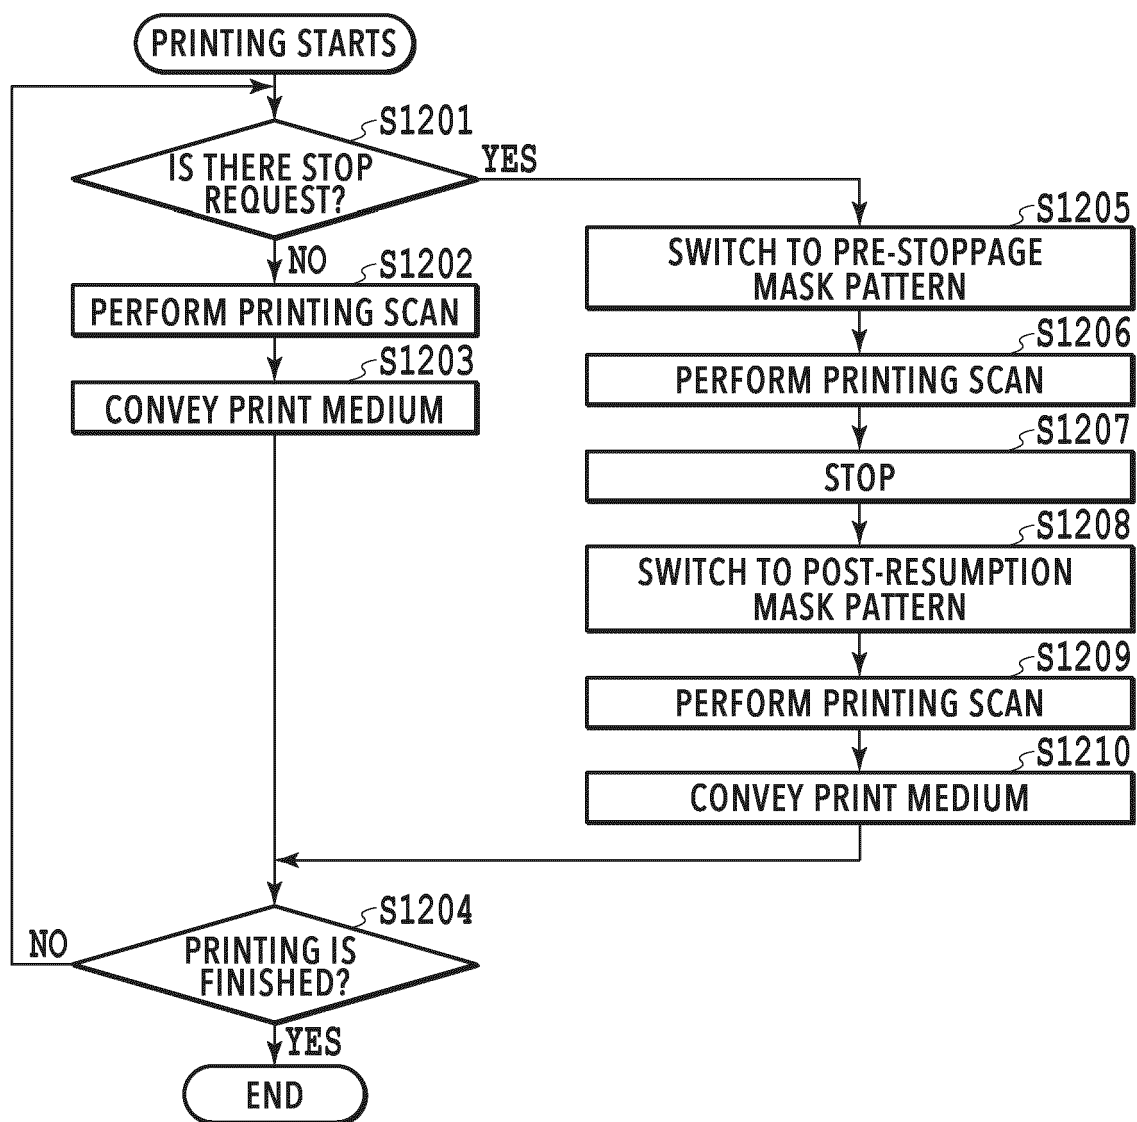 PRINTING STARTS
S1201
IS THERE STOP
REQUEST?
YES
NO
S1202
PERFORM PRINTING SCAN
S1203
CONVEY PRINT MEDIUM
S1205
SWITCH TO PRE-STOPPAGE
MASK PATTERN
S1206
PERFORM PRINTING SCAN
S1207
STOP
S1208
SWITCH TO POST-RESUMPTION
MASK PATTERN
S1209
PERFORM PRINTING SCAN
S1210
CONVEY PRINT MEDIUM
S1204
PRINTING IS
FINISHED?
NO
YES
END